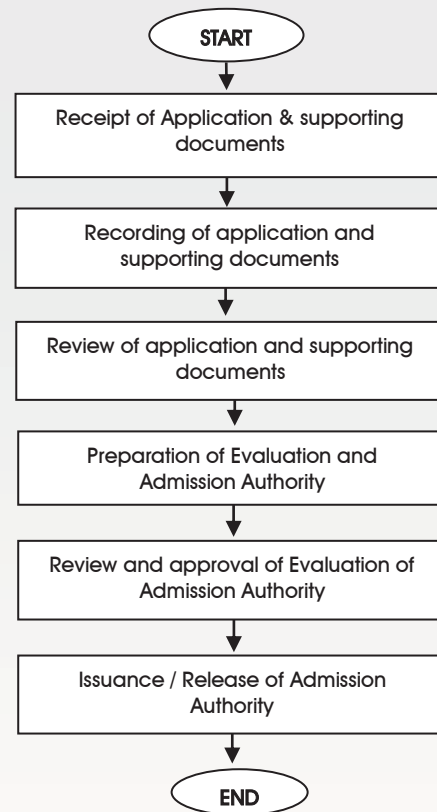 START
Receipt of Application & supporting
documents
Recording of application and
supporting documents
Review of application and supporting
documents
Preparation of Evaluation and
Admission Authority
Review and approval of Evaluation of
Admission Authority
Issuance / Release of Admission
Authority
END